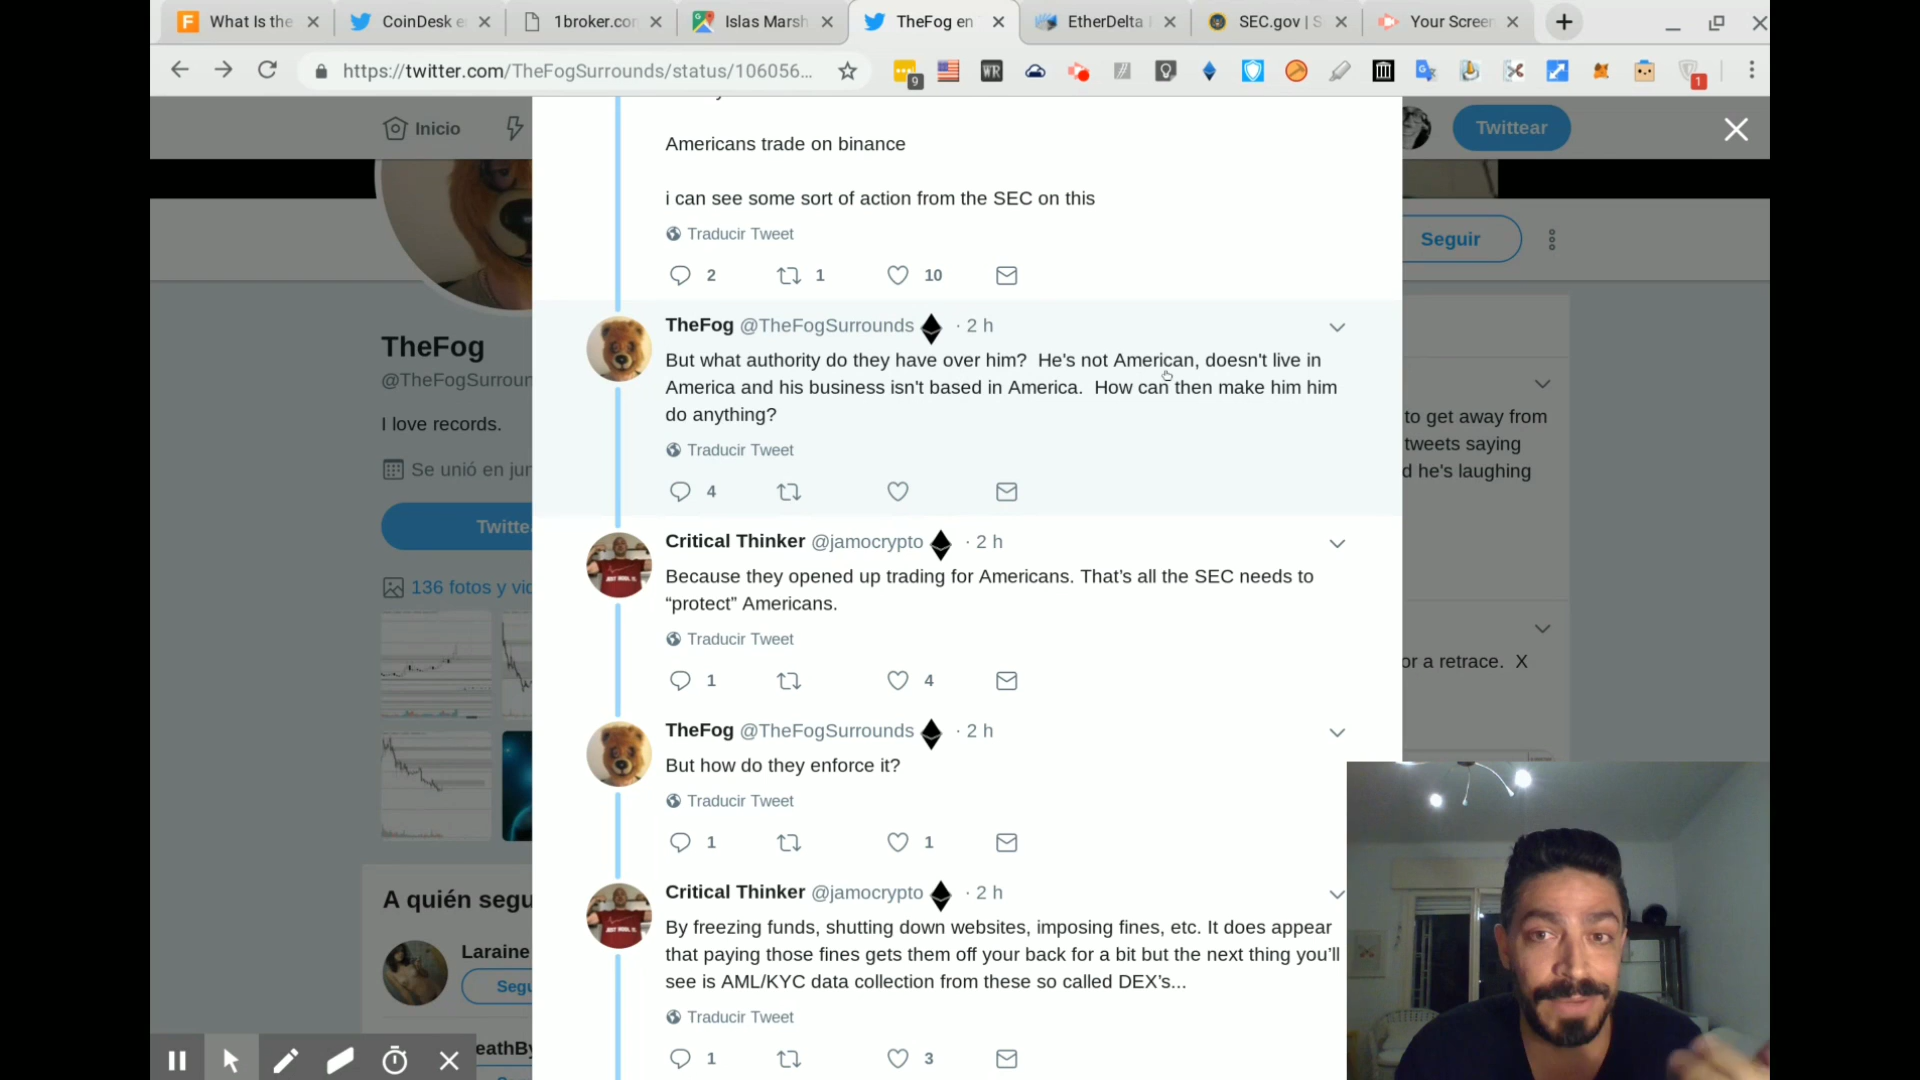 What Is the
CoinDesk e
1broker.co
Islas Marsh
TheFog en
EtherDelta
SEC.gov | S
Your Screen
https://twitter.com/TheFogSurrounds/status/106056...
9
WR
1
Inicio
Twittear
Americans trade on binance
i can see some sort of action from the SEC on this
Traducir Tweet
2 1 10
Seguir
TheFog
@TheFogSurroun
I love records.
Se unió en jun
Twitte
136 fotos y vid
A quién segu
Laraine
Segu
eathBy
TheFog @TheFogSurrounds · 2 h
But what authority do they have over him? He's not American, doesn't live in
America and his business isn't based in America. How can then make him him
do anything?
Traducir Tweet
4
Critical Thinker @jamocrypto · 2 h
Because they opened up trading for Americans. That’s all the SEC needs to
“protect” Americans.
Traducir Tweet
1 4
TheFog @TheFogSurrounds · 2 h
But how do they enforce it?
Traducir Tweet
1 1
Critical Thinker @jamocrypto · 2 h
By freezing funds, shutting down websites, imposing fines, etc. It does appear
that paying those fines gets them off your back for a bit but the next thing you’ll
see is AML/KYC data collection from these so called DEX’s...
Traducir Tweet
1 3
to get away from
tweets saying
d he's laughing
or a retrace. X